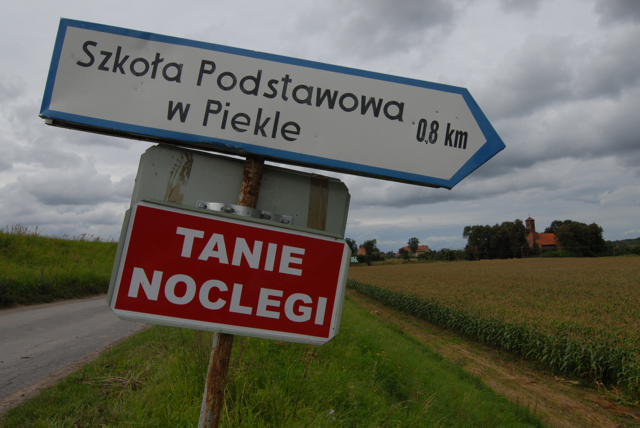 Szkoła Podstawowa
w Piekle
0,8 km
TANIE
NOCLEGI